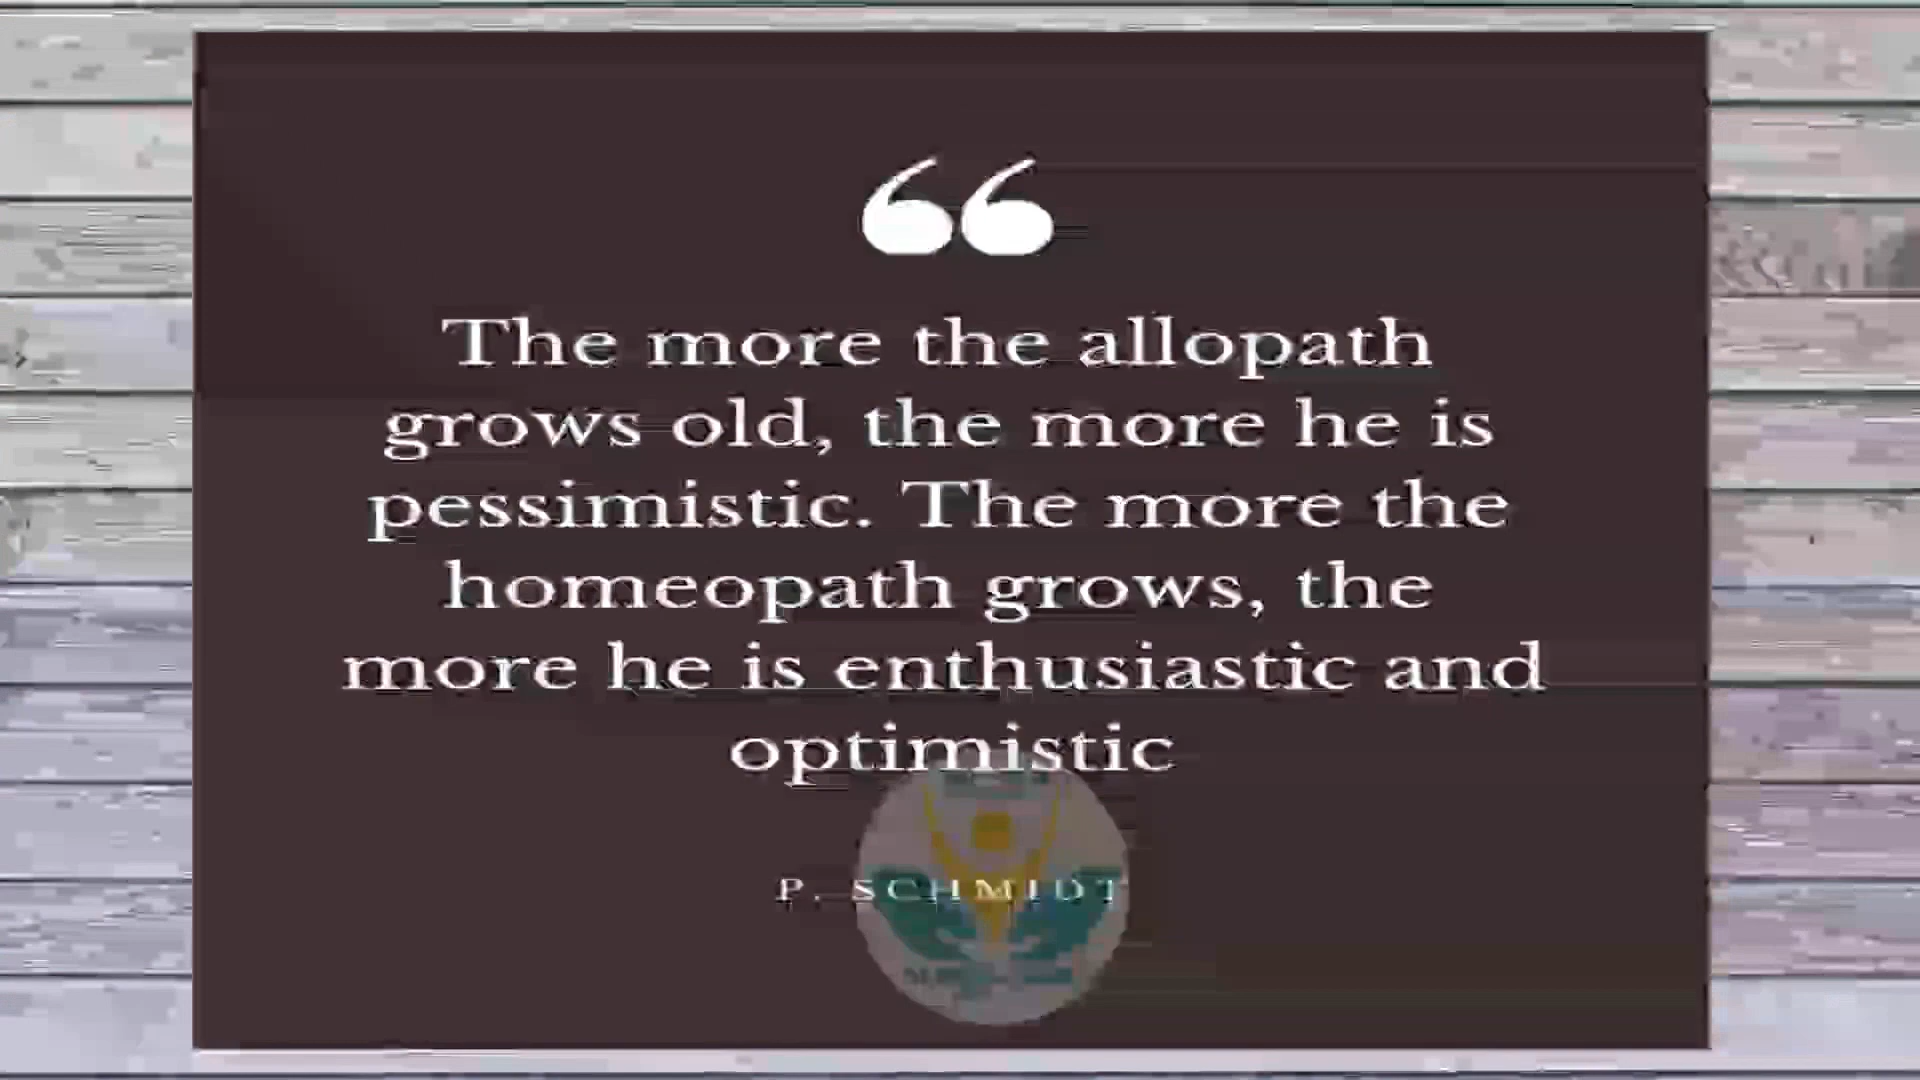 “
The more the allopath
grows old, the more he is
pessimistic. The more the
homeopath grows, the
more he is enthusiastic and
optimistic
P. SCHMIDT